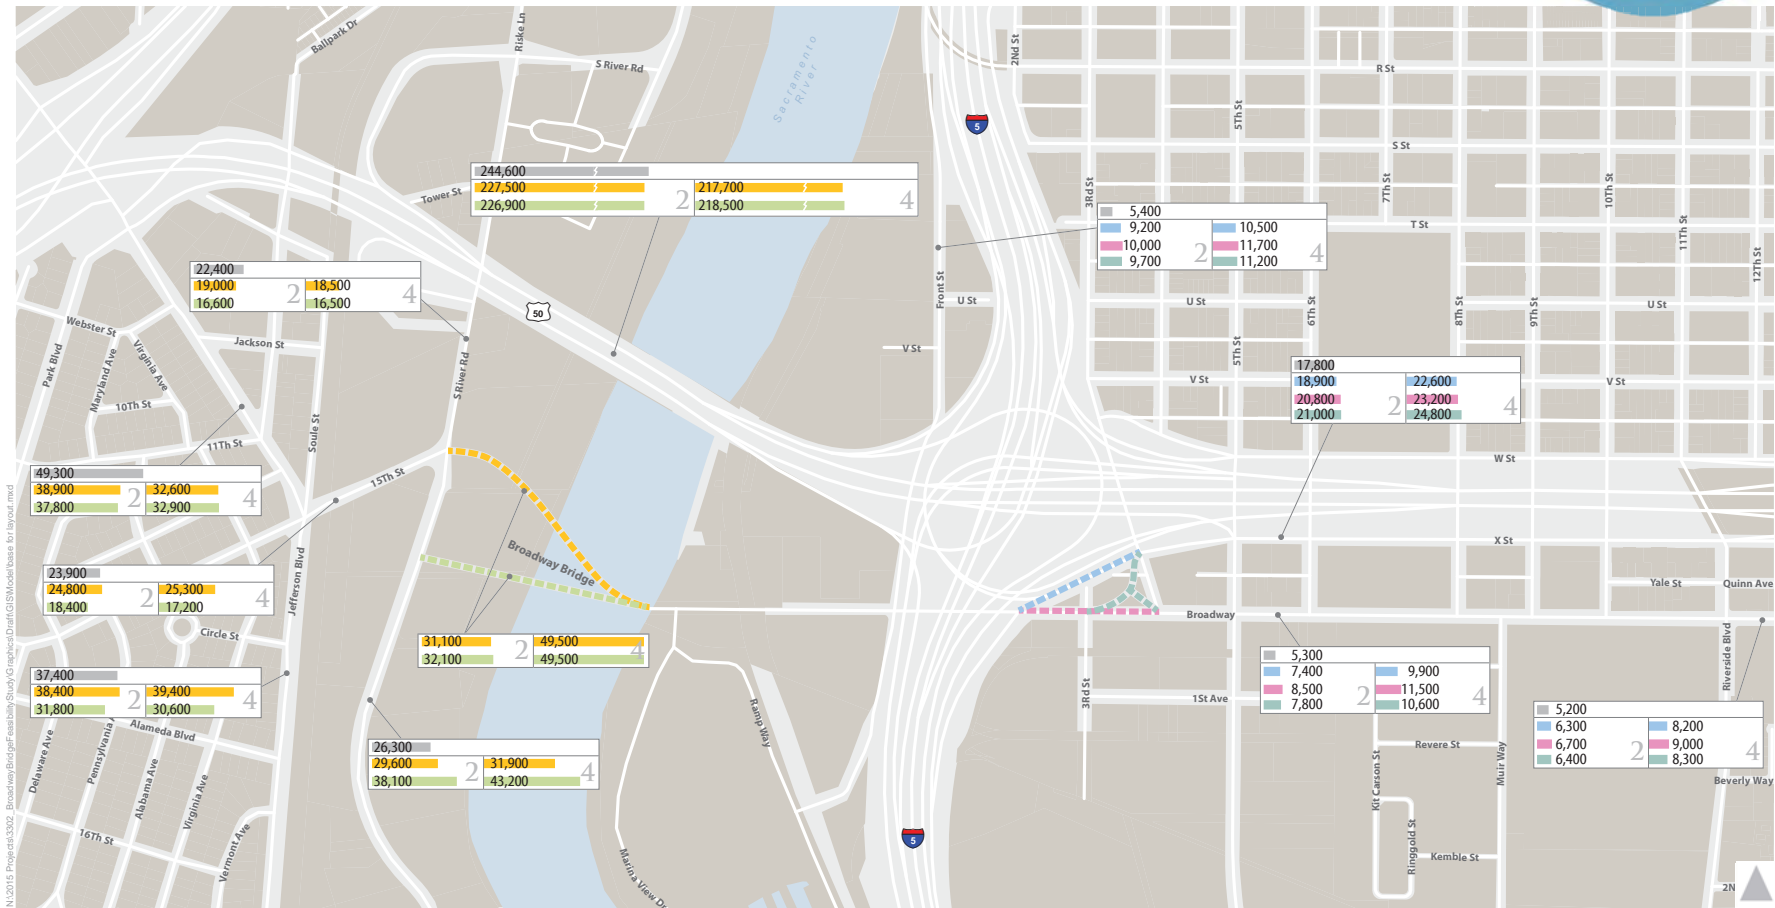 Ballpark Dr
Riske Ln
S River Rd
Sacramento
River
2Nd St
R St
5Th St
S St
5
Tower St
244,600
227,500 217,700
226,900 2 218,500 4
3Rd St
7Th St
10Th St
11Th St
12Th St
T St
5,400
9,200 10,500
10,000 2 11,700 4
9,700 11,200
22,400
19,000 2 18,500 4
16,600 16,500
50
Front St
U St
U St
6Th St
8Th St
9Th St
U St
Webster St
Jackson St
Park Blvd
Maryland Ave
Virginia Ave
10Th St
S River Rd
V St
5Th St
V St
V St
17,800
18,900 22,600
20,800 2 23,200 4
21,000 24,800
Soule St
11Th St
15Th St
W St
49,300
38,900 2 32,600 4
37,800 32,900
Broadway Bridge
X St
23,900
24,800 2 25,300 4
18,400 17,200
Jefferson Blvd
Yale St
Quinn Ave
Broadway
Circle St
31,100 2 49,500 4
32,100 49,500
5,300
7,400 9,900
8,500 2 11,500 4
7,800 10,600
Riverside Blvd
37,400
38,400 2 39,400 4
31,800 30,600
3Rd St
1St Ave
Ramp Way
5,200
6,300 8,200
6,700 2 9,000 4
6,400 8,300
Delaware Ave
Pennsylvania A
Alameda Blvd
Alabama Ave
Virginia Ave
26,300
29,600 2 31,900 4
38,100 43,200
Revere St
Kit Carson St
Muir Way
Beverly Way
16Th St
Vermont Ave
5
Marina View Dr
Ringgold St
Kemble St
2N
N:\2015 Projects\3302_BroadwayBridgeFeasibilityStudy\Graphics\Draft\GIS\Model\base for layout.mxd